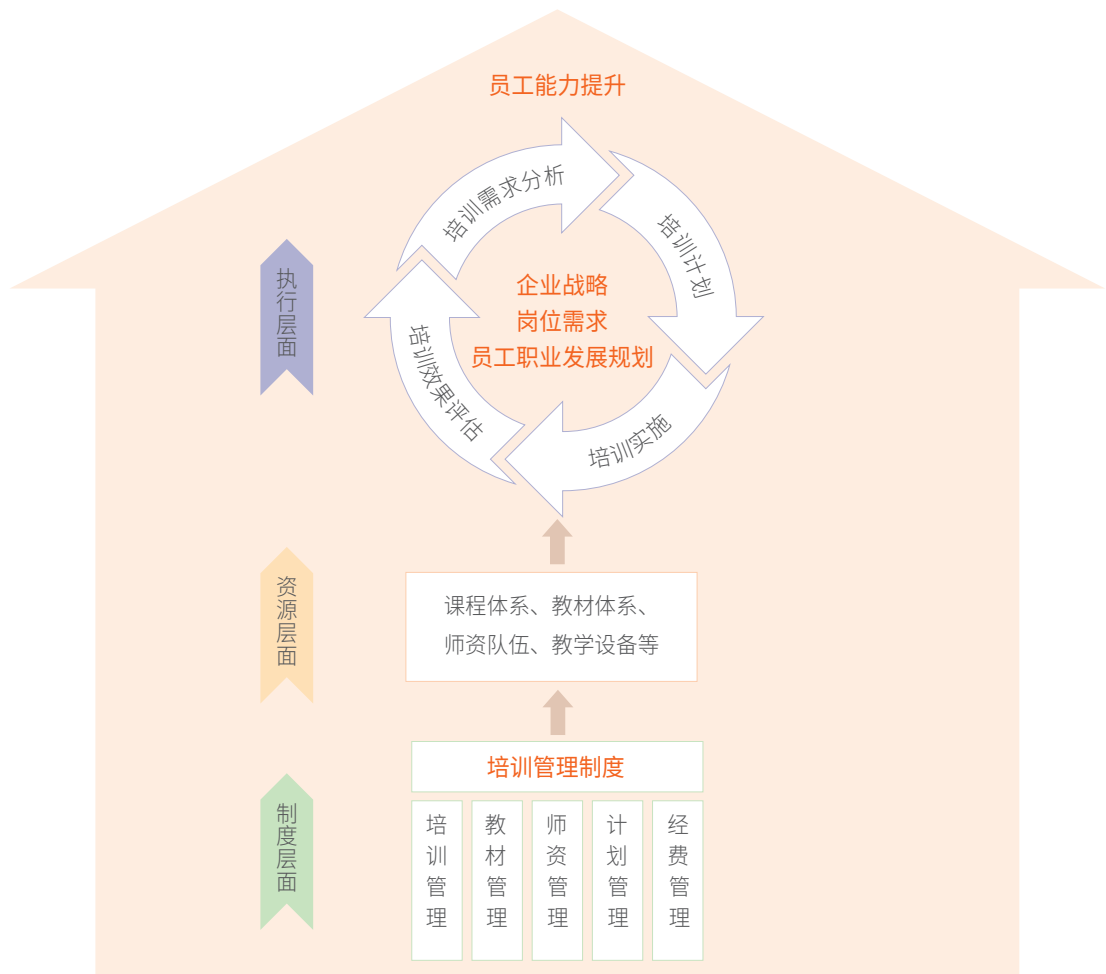 员工能力提升
培训需求分析
培训计划
培训实施
培训效果评估
企业战略
岗位需求
员工职业发展规划
执行层面
资源层面
课程体系、教材体系、
师资队伍、教学设备等
制度层面
培训管理制度
培训管理
教材管理
师资管理
计划管理
经费管理